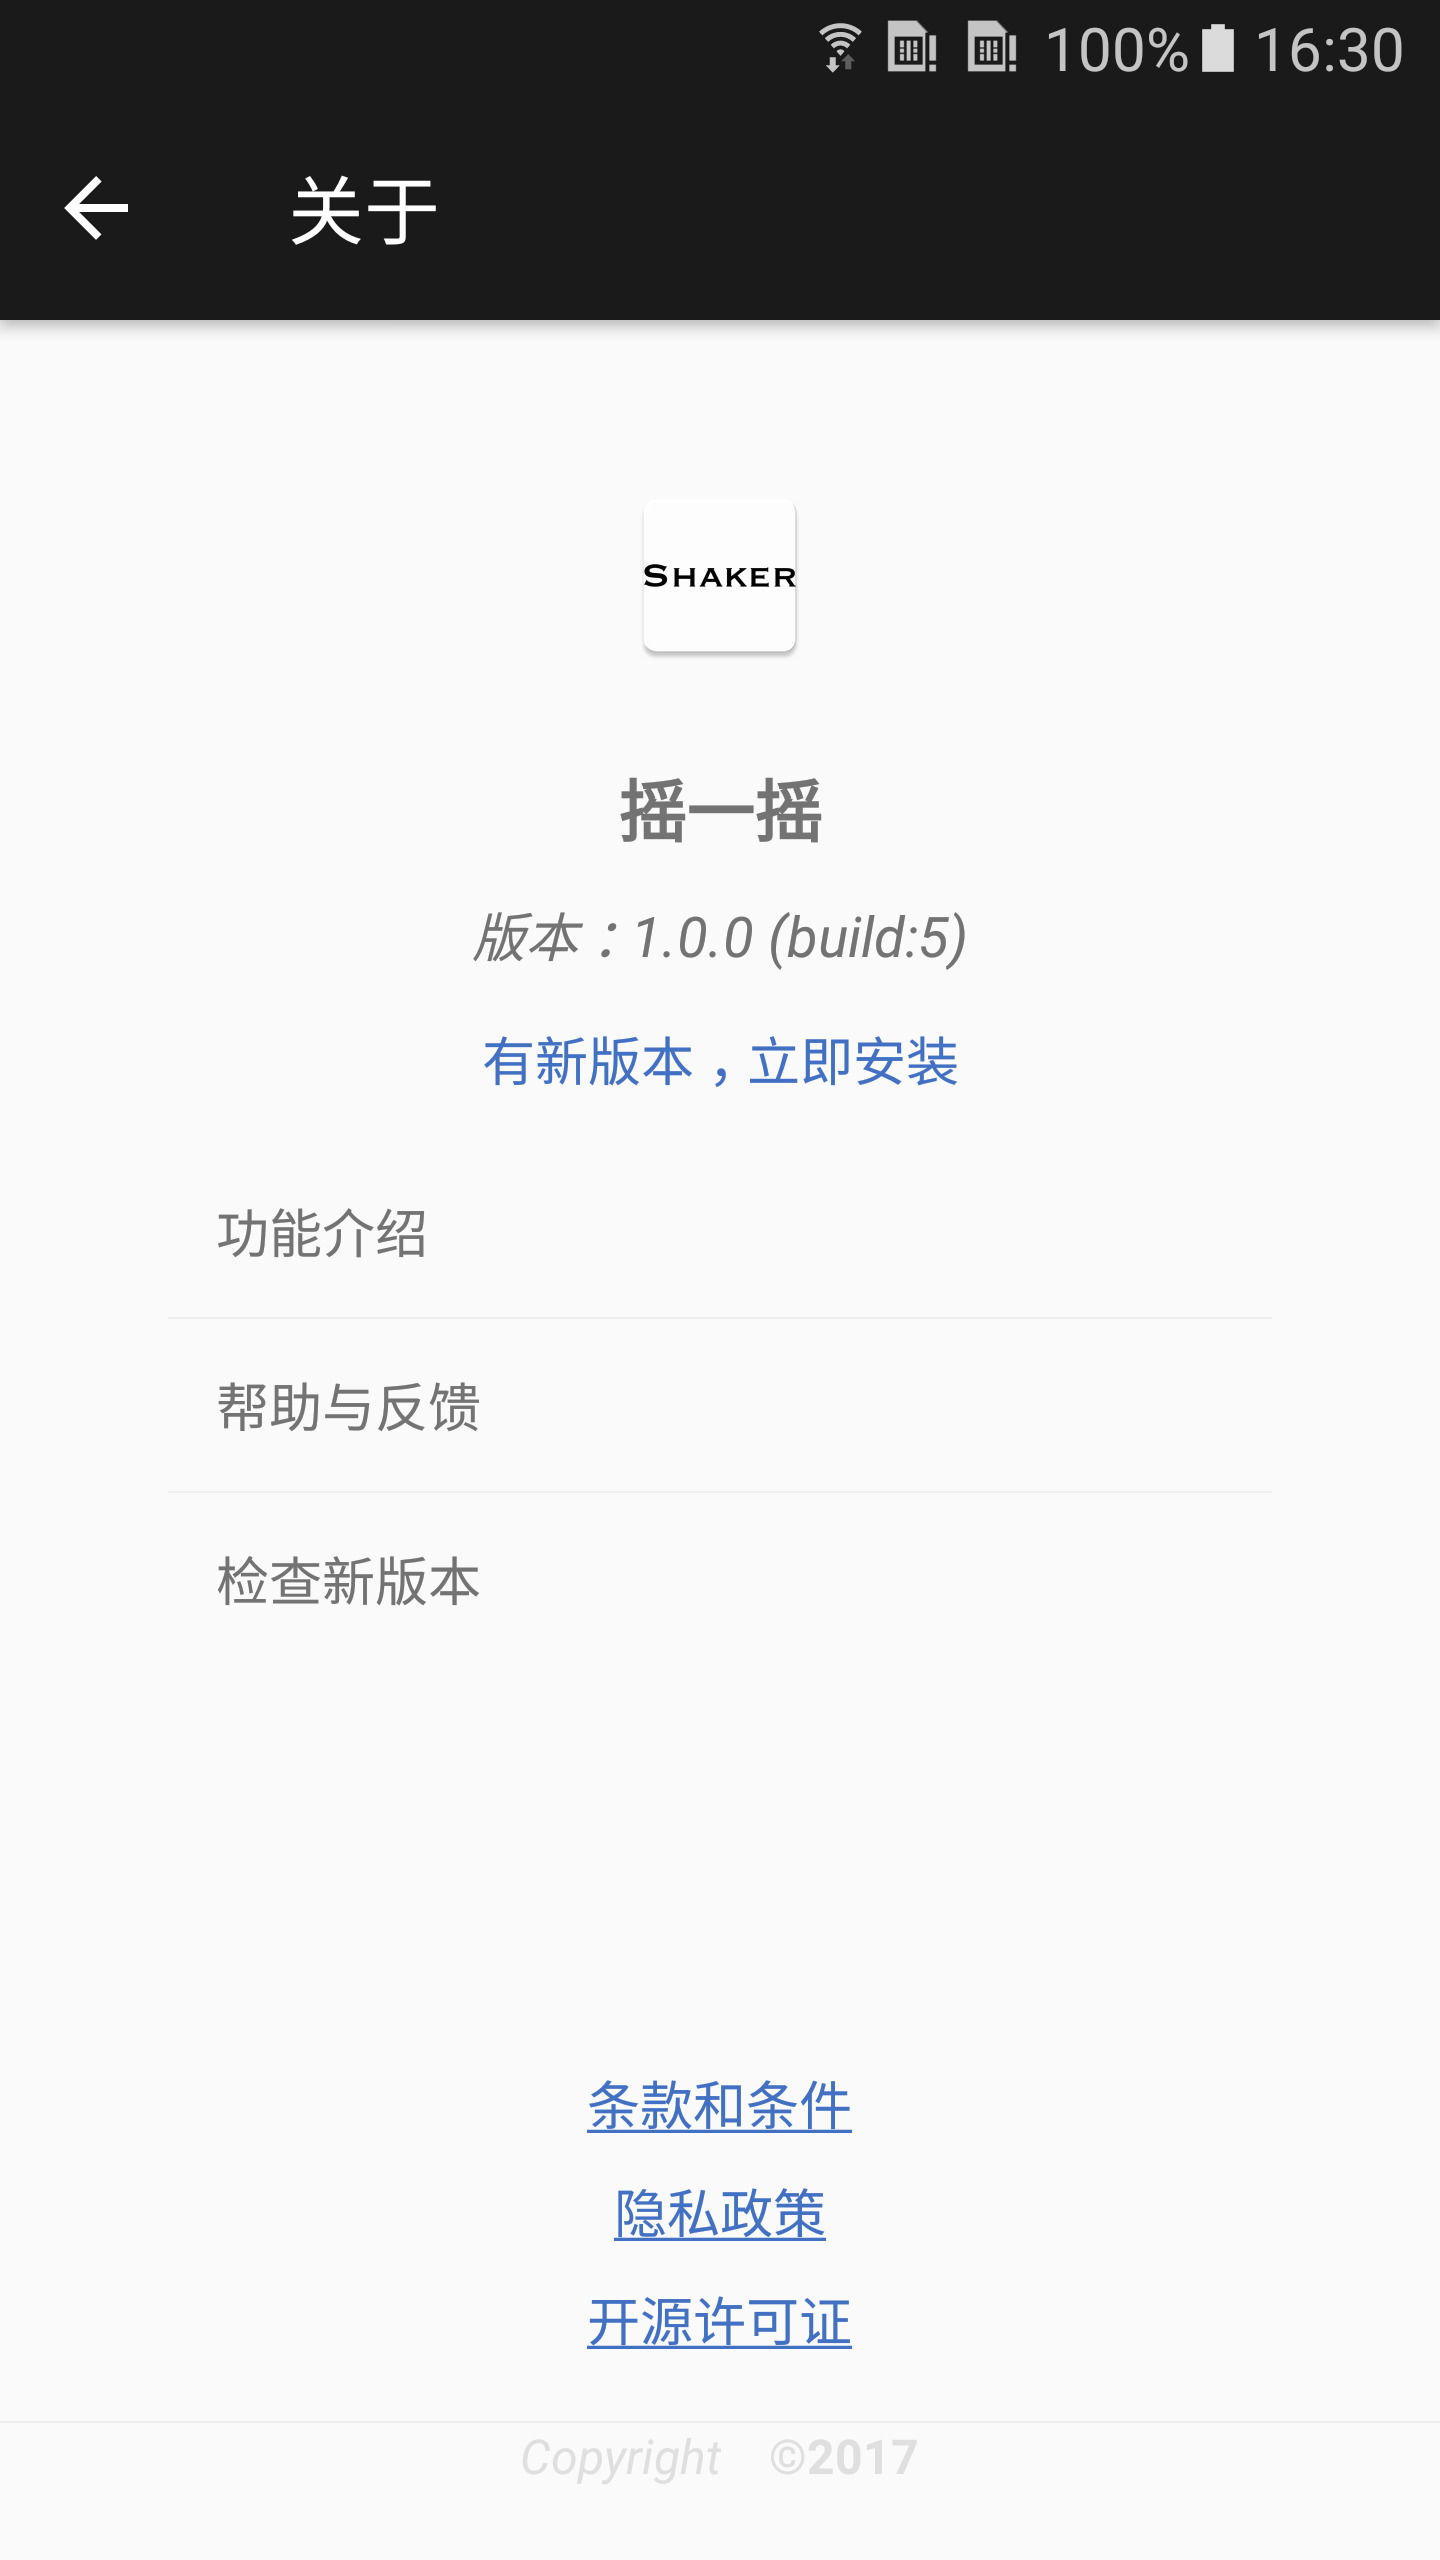 100% 16:30
关于
SHAKER
摇一摇
版本：1.0.0 (build:5)
有新版本，立即安装
功能介绍
帮助与反馈
检查新版本
条款和条件
隐私政策
开源许可证
Copyright ©2017